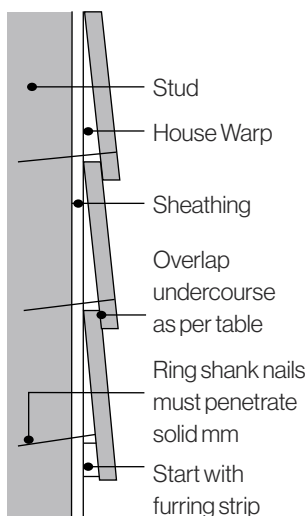 Stud
House Warp
Sheathing
Overlap
undercourse
as per table
Ring shank nails
must penetrate
solid mm
Start with
furring strip